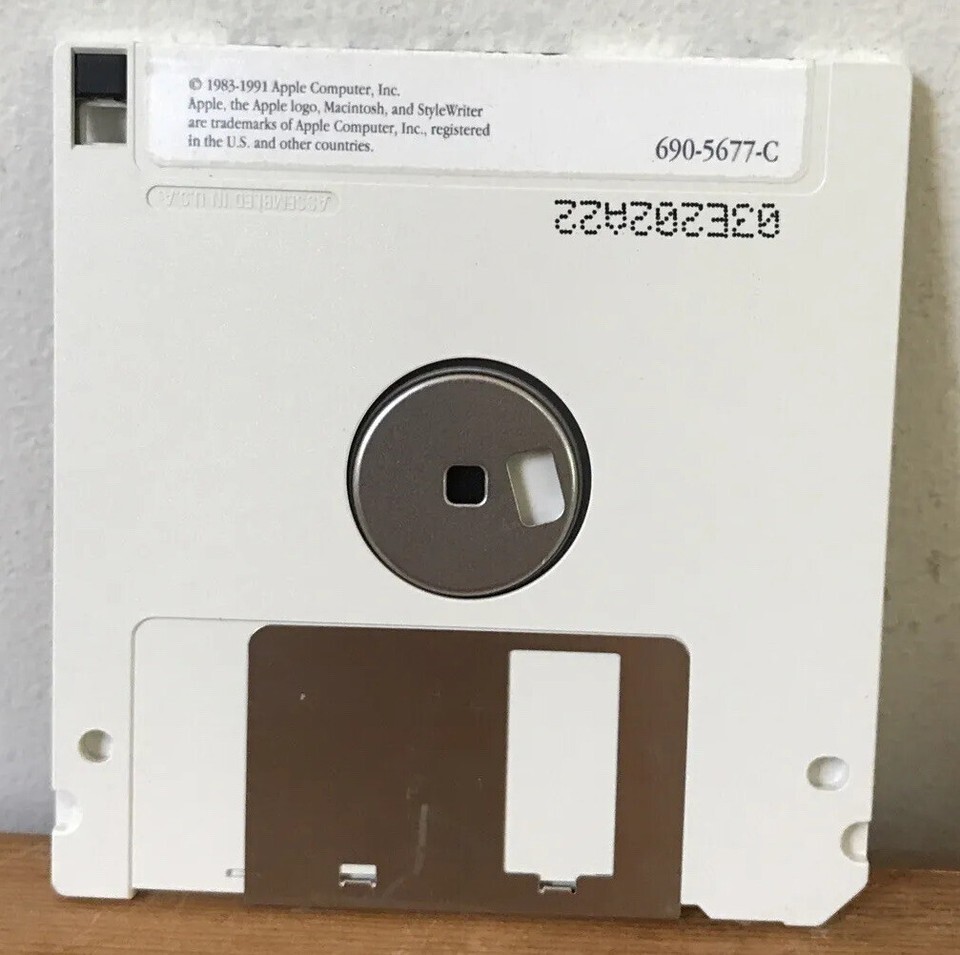 © 1983-1991 Apple Computer, Inc.
Apple, the Apple logo, Macintosh, and StyleWriter
are trademarks of Apple Computer, Inc., registered
in the U.S. and other countries.
690-5677-C
ASSEMBLED IN U.S.A.
03E202A22